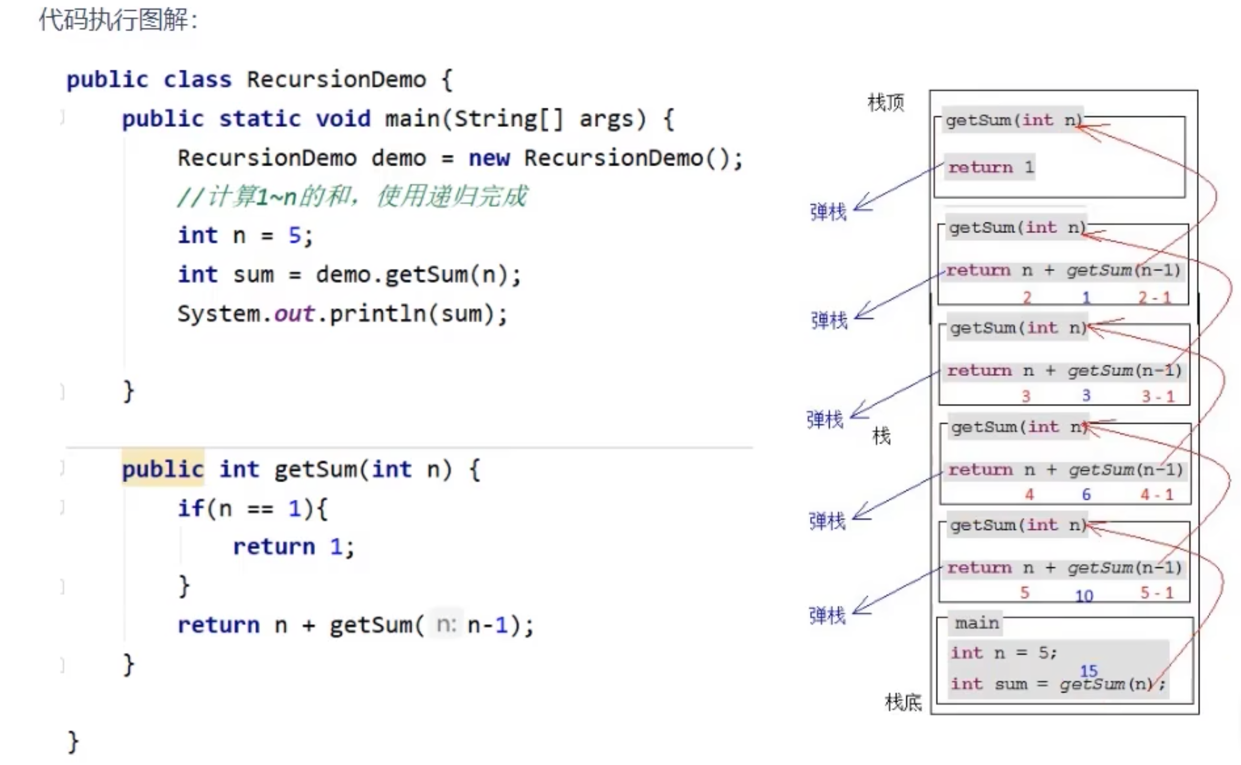 代码执行图解：
public class RecursionDemo {
public static void main(String[] args) {
RecursionDemo demo = new RecursionDemo();
//计算1~n的和，使用递归完成
int n = 5;
int sum = demo.getSum(n);
System.out.println(sum);
}
public int getSum(int n) {
if(n == 1){
return 1;
}
return n + getSum( n: n-1);
}
}
栈顶
getSum(int n)
return 1
弹栈
getSum(int n)
return n + getSum(n-1)
2 1 2-1
弹栈
getSum(int n)
return n + getSum(n-1)
3 3 3-1
弹栈
栈
getSum(int n)
return n + getSum(n-1)
4 6 4-1
弹栈
getSum(int n)
return n + getSum(n-1)
5 10 5-1
弹栈
main
int n = 5;
15
int sum = getSum(n);
栈底